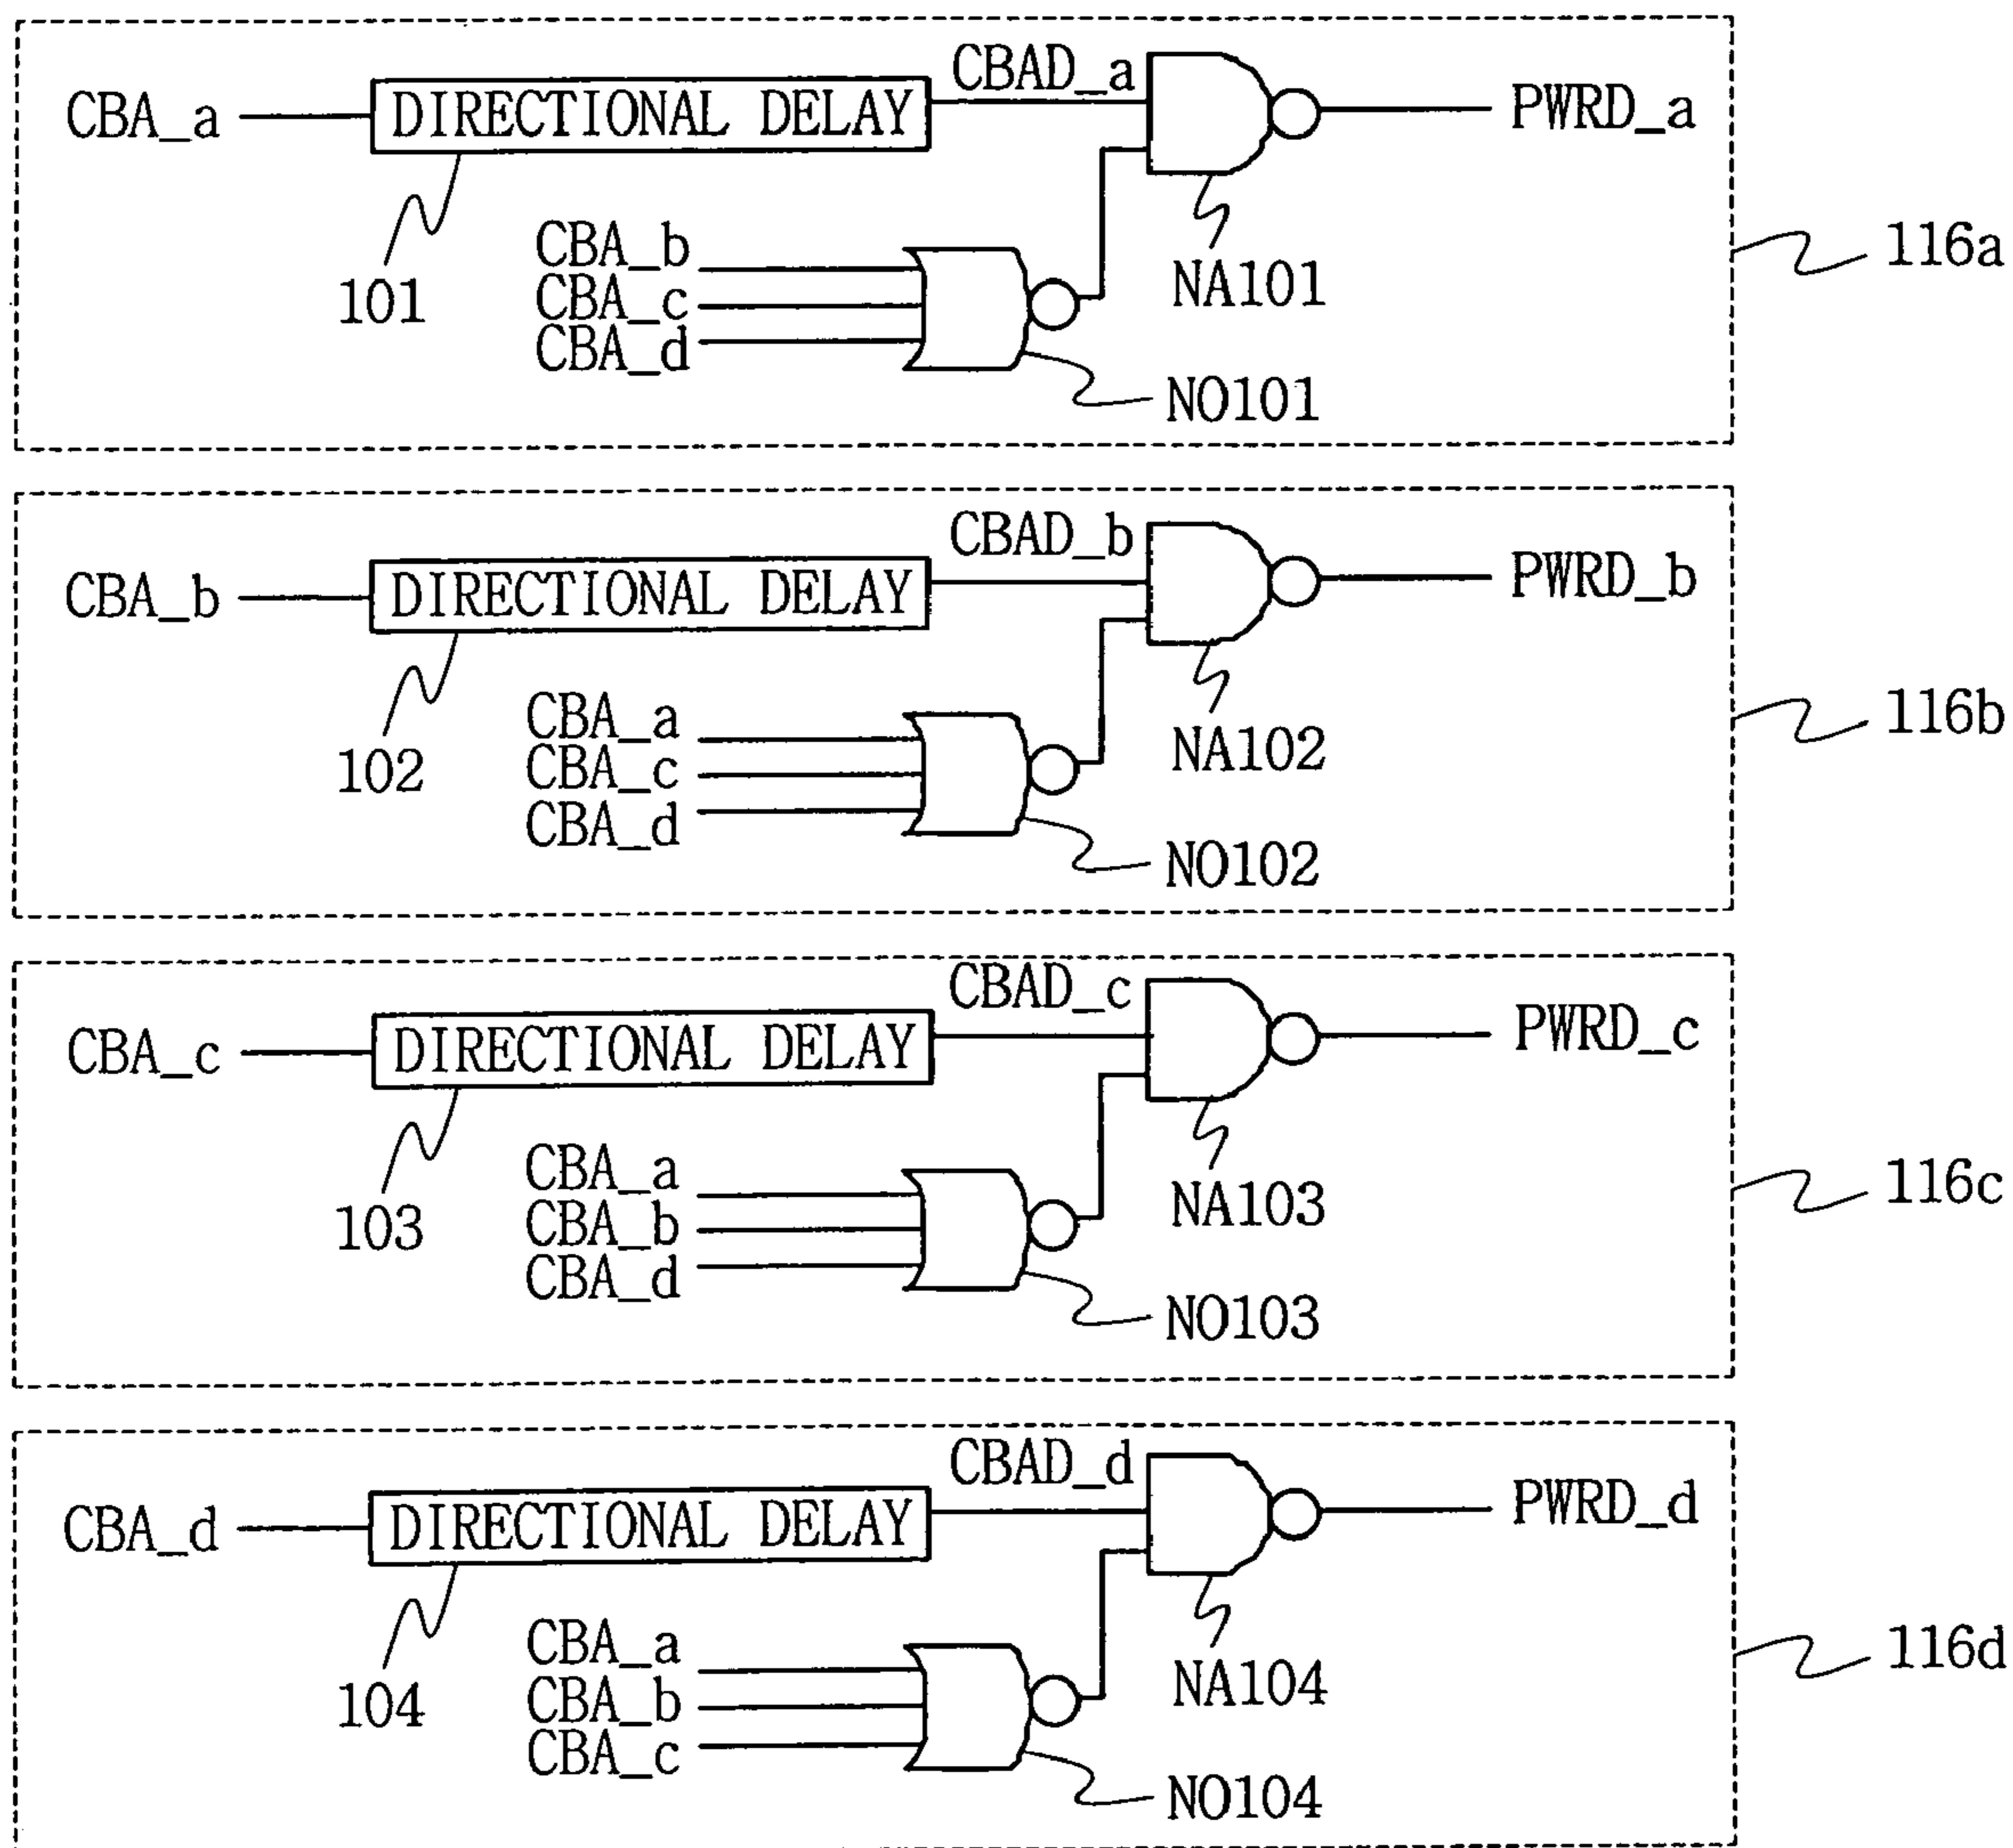 CBAD_a
CBA_a
DIRECTIONAL DELAY
PWRD_a
CBA_b
CBA_c
CBA_d
101
NA101
116a
NO101
CBAD_b
CBA_b
DIRECTIONAL DELAY
PWRD_b
CBA_a
CBA_c
CBA_d
102
NA102
116b
NO102
CBAD_c
CBA_c
DIRECTIONAL DELAY
PWRD_c
CBA_a
CBA_b
CBA_d
103
NA103
116c
NO103
CBAD_d
CBA_d
DIRECTIONAL DELAY
PWRD_d
CBA_a
CBA_b
CBA_c
104
NA104
116d
NO104